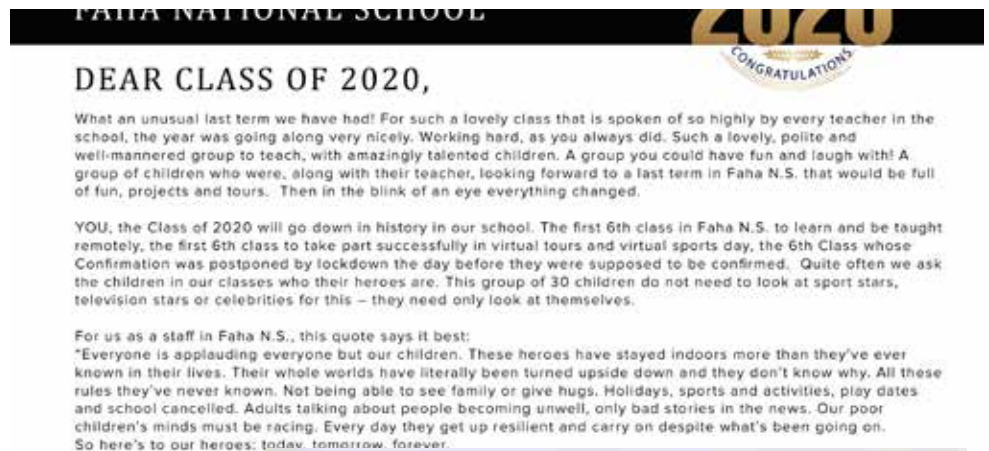 FAHA NATIONAL SCHOOL
2020
CONGRATULATIONS
DEAR CLASS OF 2020,
What an unusual last term we have had! For such a lovely class that is spoken of so highly by every teacher in the
school, the year was going along very nicely. Working hard, as you always did. Such a lovely, polite and
well-mannered group to teach, with amazingly talented children. A group you could have fun and laugh with! A
group of children who were, along with their teacher, looking forward to a last term in Faha N.S. that would be full
of fun, projects and tours. Then in the blink of an eye everything changed.
YOU, the Class of 2020 will go down in history in our school. The first 6th class in Faha N.S. to learn and be taught
remotely, the first 6th class to take part successfully in virtual tours and virtual sports day, the 6th Class whose
Confirmation was postponed by lockdown the day before they were supposed to be confirmed. Quite often we ask
the children in our classes who their heroes are. This group of 30 children do not need to look at sport stars,
television stars or celebrities for this – they need only look at themselves.
For us as a staff in Faha N.S., this quote says it best:
"Everyone is applauding everyone but our children. These heroes have stayed indoors more than they've ever
known in their lives. Their whole worlds have literally been turned upside down and they don't know why. All these
rules they've never known. Not being able to see family or give hugs. Holidays, sports and activities, play dates
and school cancelled. Adults talking about people becoming unwell, only bad stories in the news. Our poor
children's minds must be racing. Every day they get up resilient and carry on despite what's been going on.
So here's to our heroes: today, tomorrow, forever.